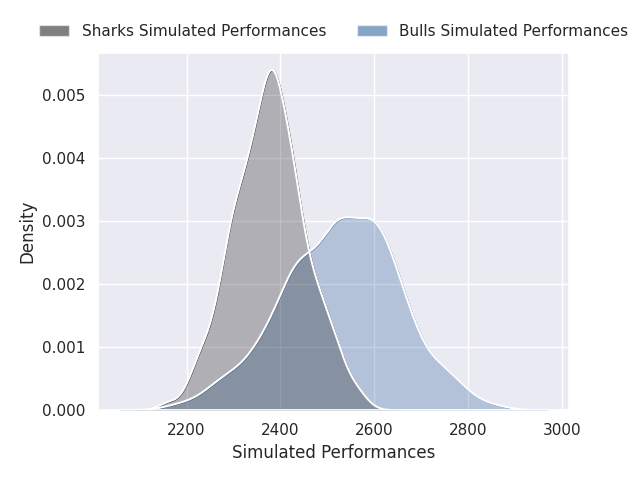 Sharks Simulated Performances
Bulls Simulated Performances
0.005
0.004
0.003
0.002
0.001
0.000
Density
2200
2400
2600
2800
3000
Simulated Performances